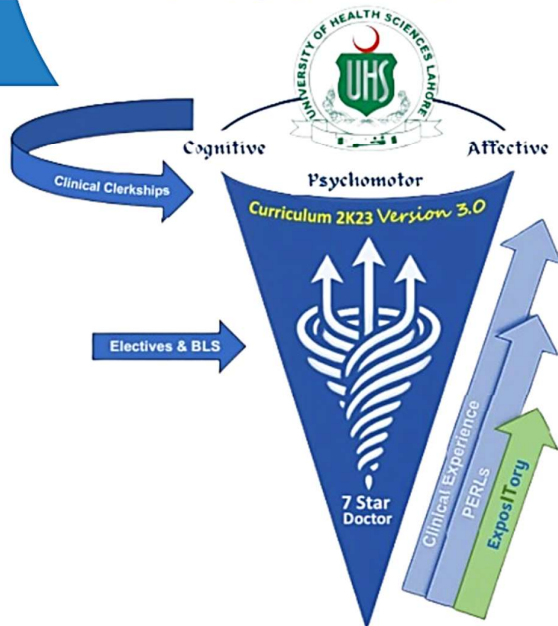 UNIVERSITY OF HEALTH SCIENCES LAHORE
UHS
Cognitive
Affective
Psychomotor
Clinical Clerkships
Curriculum 2K23 Version 3.0
Electives & BLS
7 Star
Doctor
Clinical Experience
PERLs
ExposITory